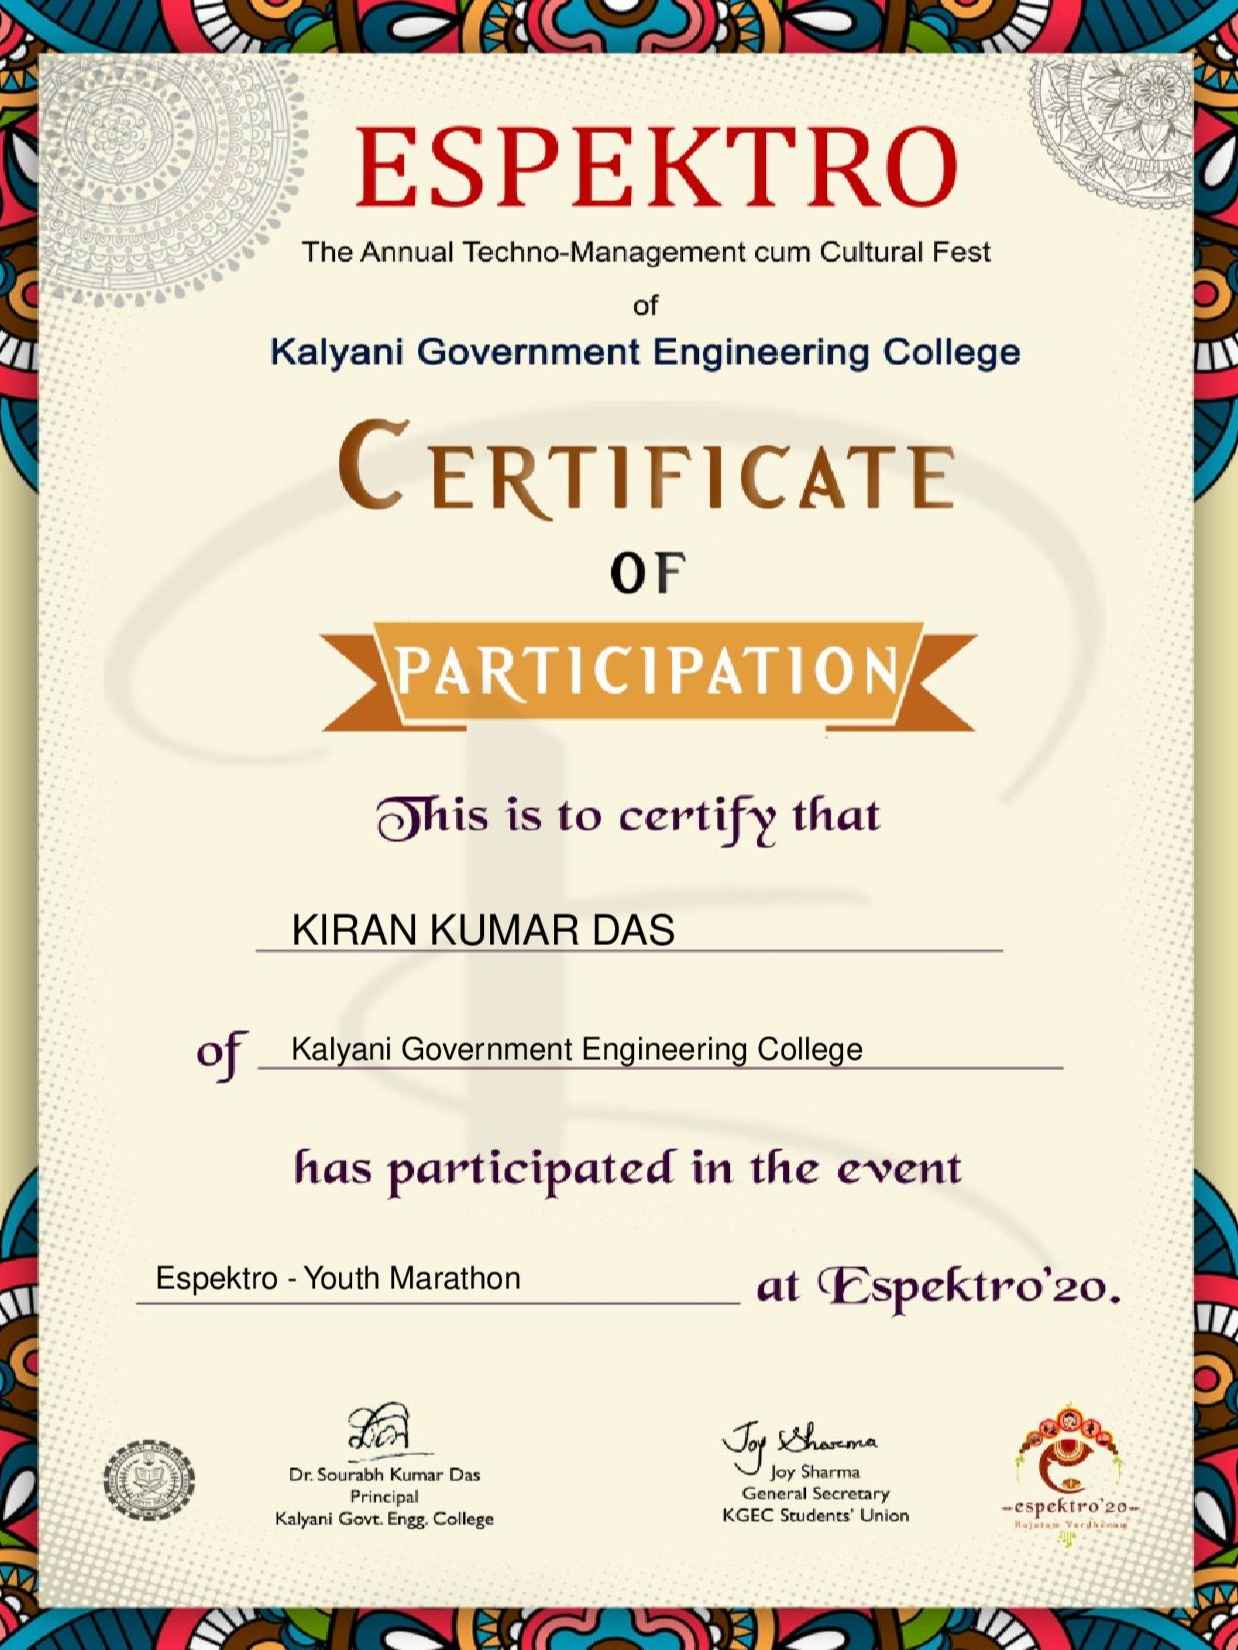 ESPEKTRO
The Annual Techno-Management cum Cultural Fest
of
Kalyani Government Engineering College
CERTIFICATE
OF
PARTICIPATION
This is to certify that
KIRAN KUMAR DAS
of Kalyani Government Engineering College
has participated in the event
Espektro - Youth Marathon at Espektro'20.
Joy Sharma
Dr. Sourabh Kumar Das
Principal
Kalyani Govt. Engg. College
Joy Sharma
General Secretary
KGEC Students' Union
-espektro'20-
Rajatam Vardhanam